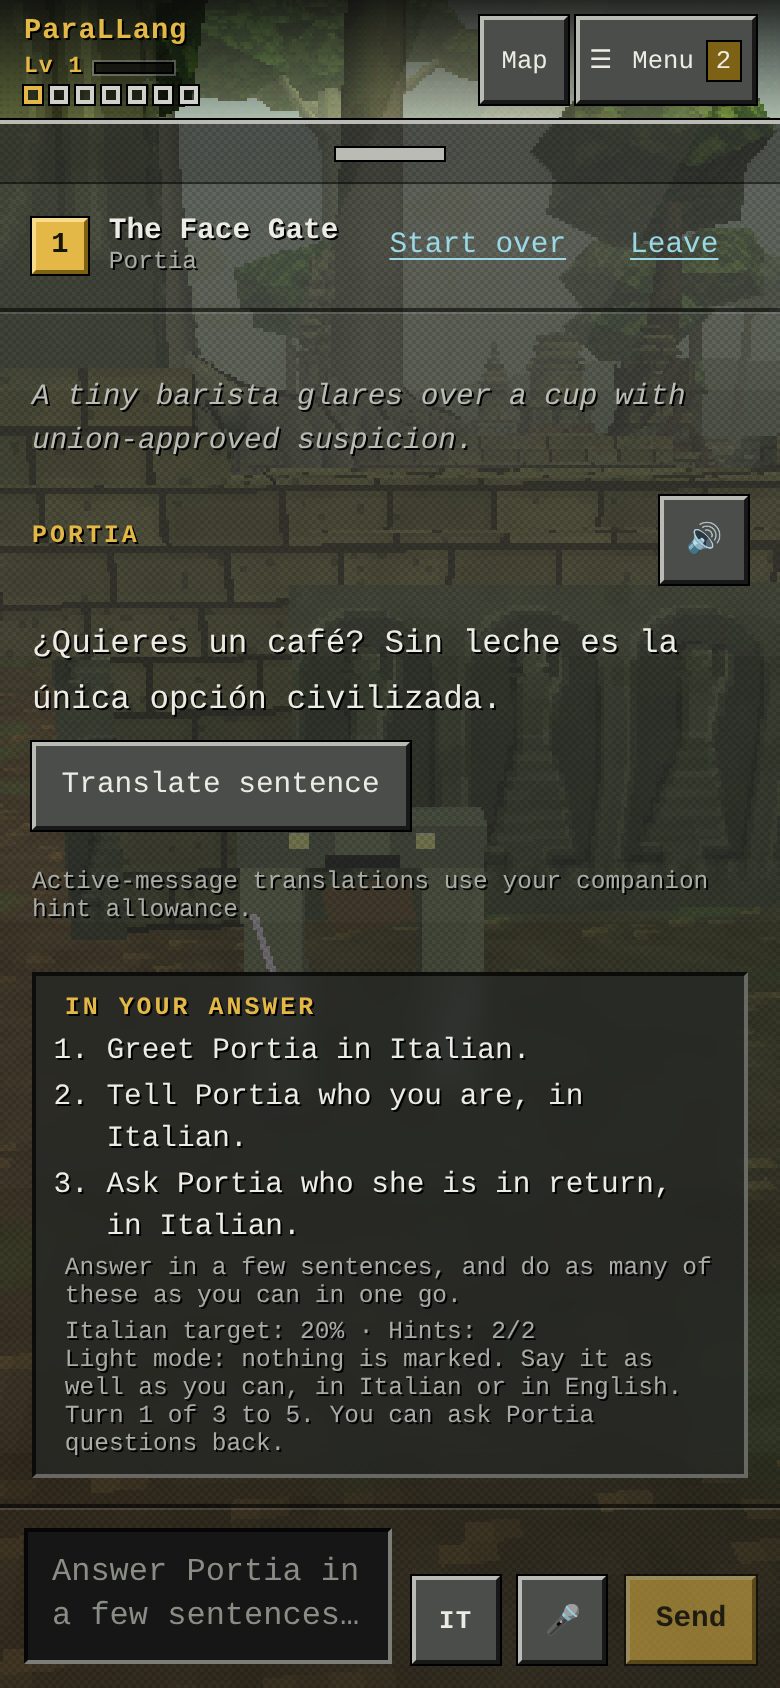 ParaLLang
Lv 1
Map
☰ Menu 2
1
The Face Gate
Portia
Start over
Leave
A tiny barista glares over a cup with
union-approved suspicion.
PORTIA
¿Quieres un café? Sin leche es la
única opción civilizada.
Translate sentence
Active-message translations use your companion
hint allowance.
IN YOUR ANSWER
1. Greet Portia in Italian.
2. Tell Portia who you are, in
Italian.
3. Ask Portia who she is in return,
in Italian.
Answer in a few sentences, and do as many of
these as you can in one go.
Italian target: 20% · Hints: 2/2
Light mode: nothing is marked. Say it as
well as you can, in Italian or in English.
Turn 1 of 3 to 5. You can ask Portia
questions back.
Answer Portia in
a few sentences…
IT
Send